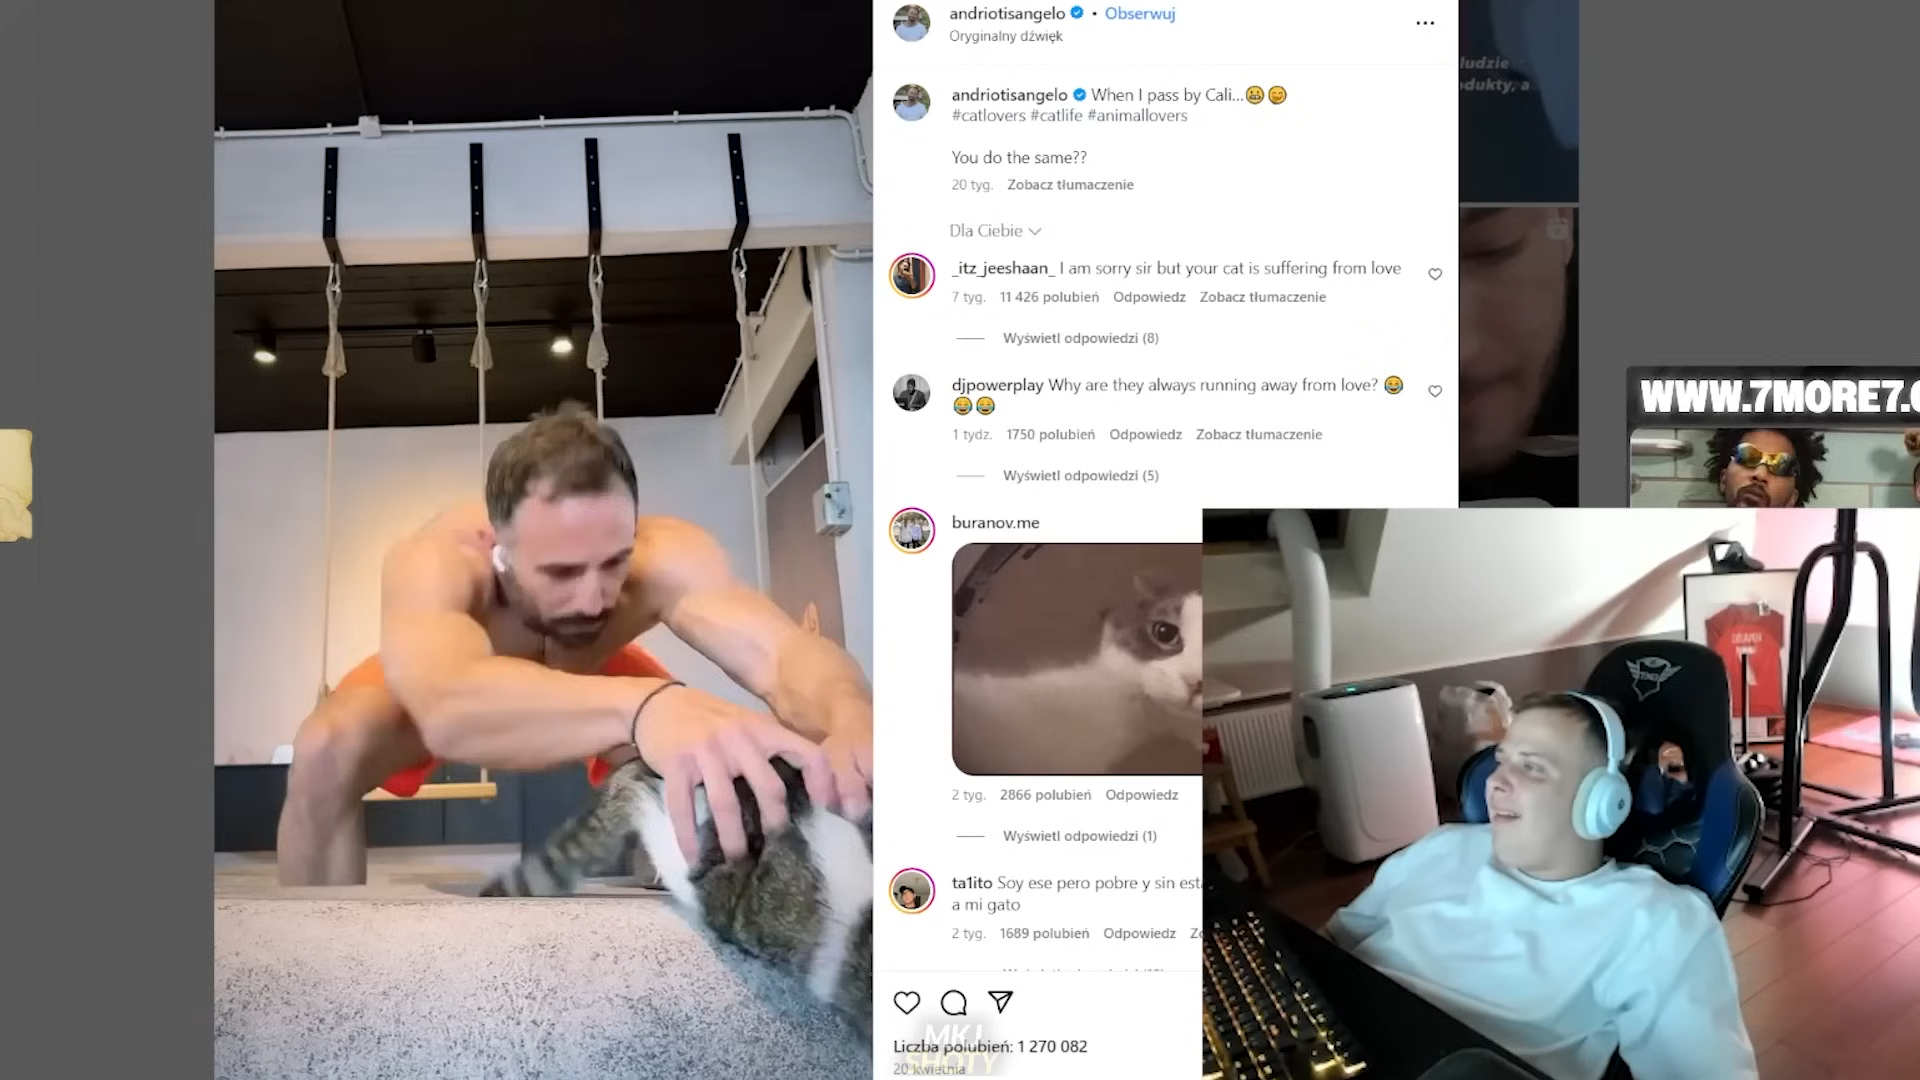 andriotisangelo • Obserwuj
Oryginalny dźwięk
andriotisangelo When I pass by Cali...😬😋
#catlovers #catlife #animallovers
You do the same??
20 tyg. Zobacz tłumaczenie
Dla Ciebie
_itz_jeeshaan_ I am sorry sir but your cat is suffering from love
7 tyg. 11 426 polubień Odpowiedz Zobacz tłumaczenie
Wyświetl odpowiedzi (8)
djpowerplay Why are they always running away from love? 😂
😂😂
1 tydz. 1750 polubień Odpowiedz Zobacz tłumaczenie
Wyświetl odpowiedzi (5)
buranov.me
2 tyg. 2866 polubień Odpowiedz
Wyświetl odpowiedzi (1)
ta1ito Soy ese pero pobre y sin
a mi gato
2 tyg. 1689 polubień Odpowiedz
Liczba polubień: 1 270 082
20 kwietnia
MKJ
SHOTY
ludzie
WWW.7MORE7.